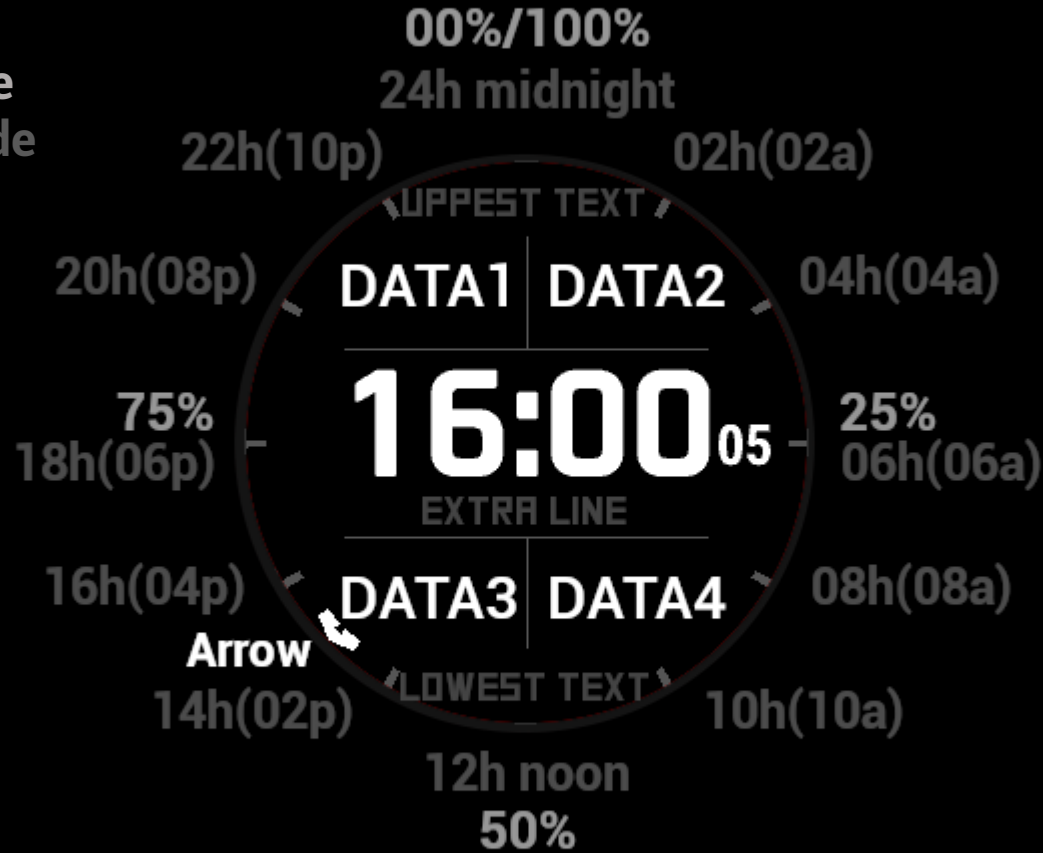 00%/100%
24h midnight
e
de
22h(10p) 02h(02a)
UPPEST TEXT
20h(08p) DATA1 DATA2 04h(04a)
75% 16:00 05 25%
18h(06p) 06h(06a)
EXTRA LINE
16h(04p) DATA3 DATA4 08h(08a)
Arrow
14h(02p) LOWEST TEXT 10h(10a)
12h noon
50%